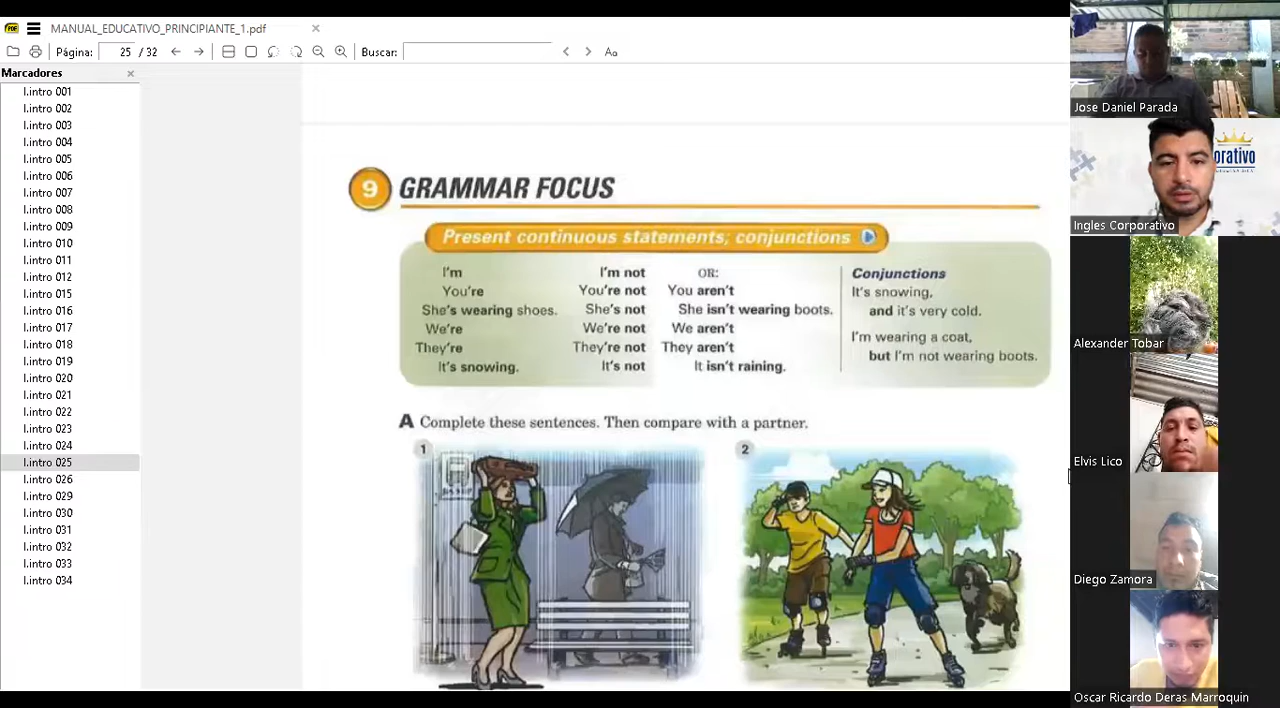 MANUAL_EDUCATIVO_PRINCIPIANTE_1.pdf
Página: 25 / 32 Buscar: Aa
Marcadores
I.intro 001
I.intro 002
I.intro 003
I.intro 004
I.intro 005
I.intro 006
I.intro 007
I.intro 008
I.intro 009
I.intro 010
I.intro 011
I.intro 012
I.intro 015
I.intro 016
I.intro 017
I.intro 018
I.intro 019
I.intro 020
I.intro 021
I.intro 022
I.intro 023
I.intro 024
I.intro 025
I.intro 026
I.intro 029
I.intro 030
I.intro 031
I.intro 032
I.intro 033
I.intro 034
9 GRAMMAR FOCUS
Present continuous statements; conjunctions
I'm I'm not OR:
You're You're not You aren't
She's wearing shoes. She's not She isn't wearing boots.
We're We're not We aren't
They're They're not They aren't
It's snowing. It's not It isn't raining.
Conjunctions
It's snowing,
and it's very cold.
I'm wearing a coat,
but I'm not wearing boots.
A Complete these sentences. Then compare with a partner.
1
2
Jose Daniel Parada
orativo
Ingles Corporativo
Alexander Tobar
Elvis Lico
Diego Zamora
Oscar Ricardo Deras Marroquin